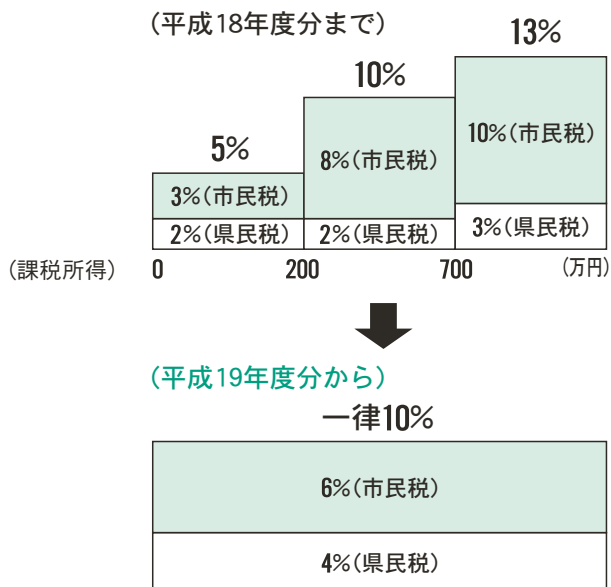 (平成18年度分まで)
13%
10%
5%
10%(市民税)
8%(市民税)
3%(市民税)
2%(県民税) 2%(県民税) 3%(県民税)
(課税所得) 0 200 700 (万円)
(平成19年度分から)
一律10%
6%(市民税)
4%(県民税)